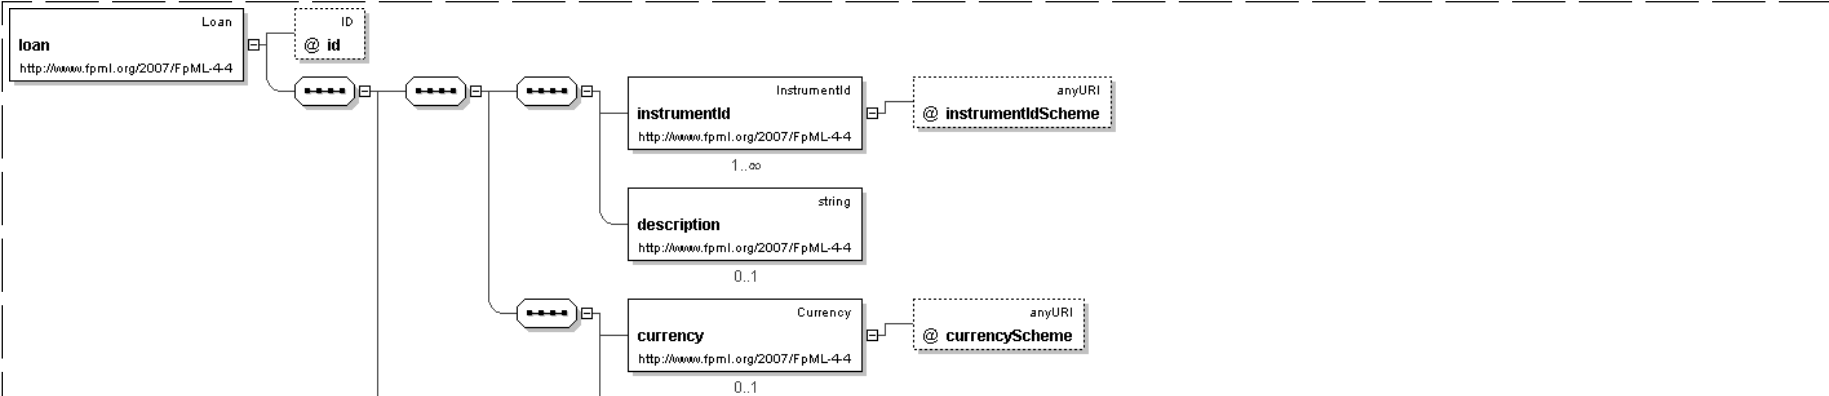 Loan
loan
http://www.fpml.org/2007/FpML-4-4
ID
@ id
InstrumentId
instrumentId
http://www.fpml.org/2007/FpML-4-4
1..∞
anyURI
@ instrumentIdScheme
string
description
http://www.fpml.org/2007/FpML-4-4
0..1
Currency
currency
http://www.fpml.org/2007/FpML-4-4
0..1
anyURI
@ currencyScheme